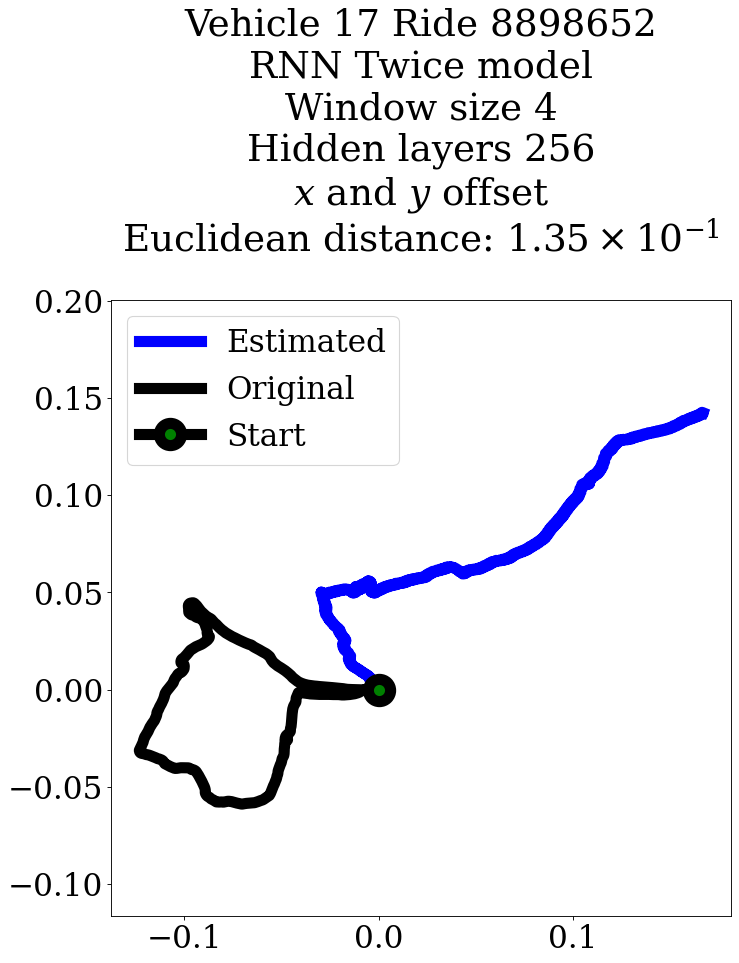 Vehicle 17 Ride 8898652
RNN Twice model
Window size 4
Hidden layers 256
x and y offset
Euclidean distance: 1.35 × 10⁻¹
Estimated
Original
Start
0.20
0.15
0.10
0.05
0.00
−0.05
−0.10
−0.1
0.0
0.1